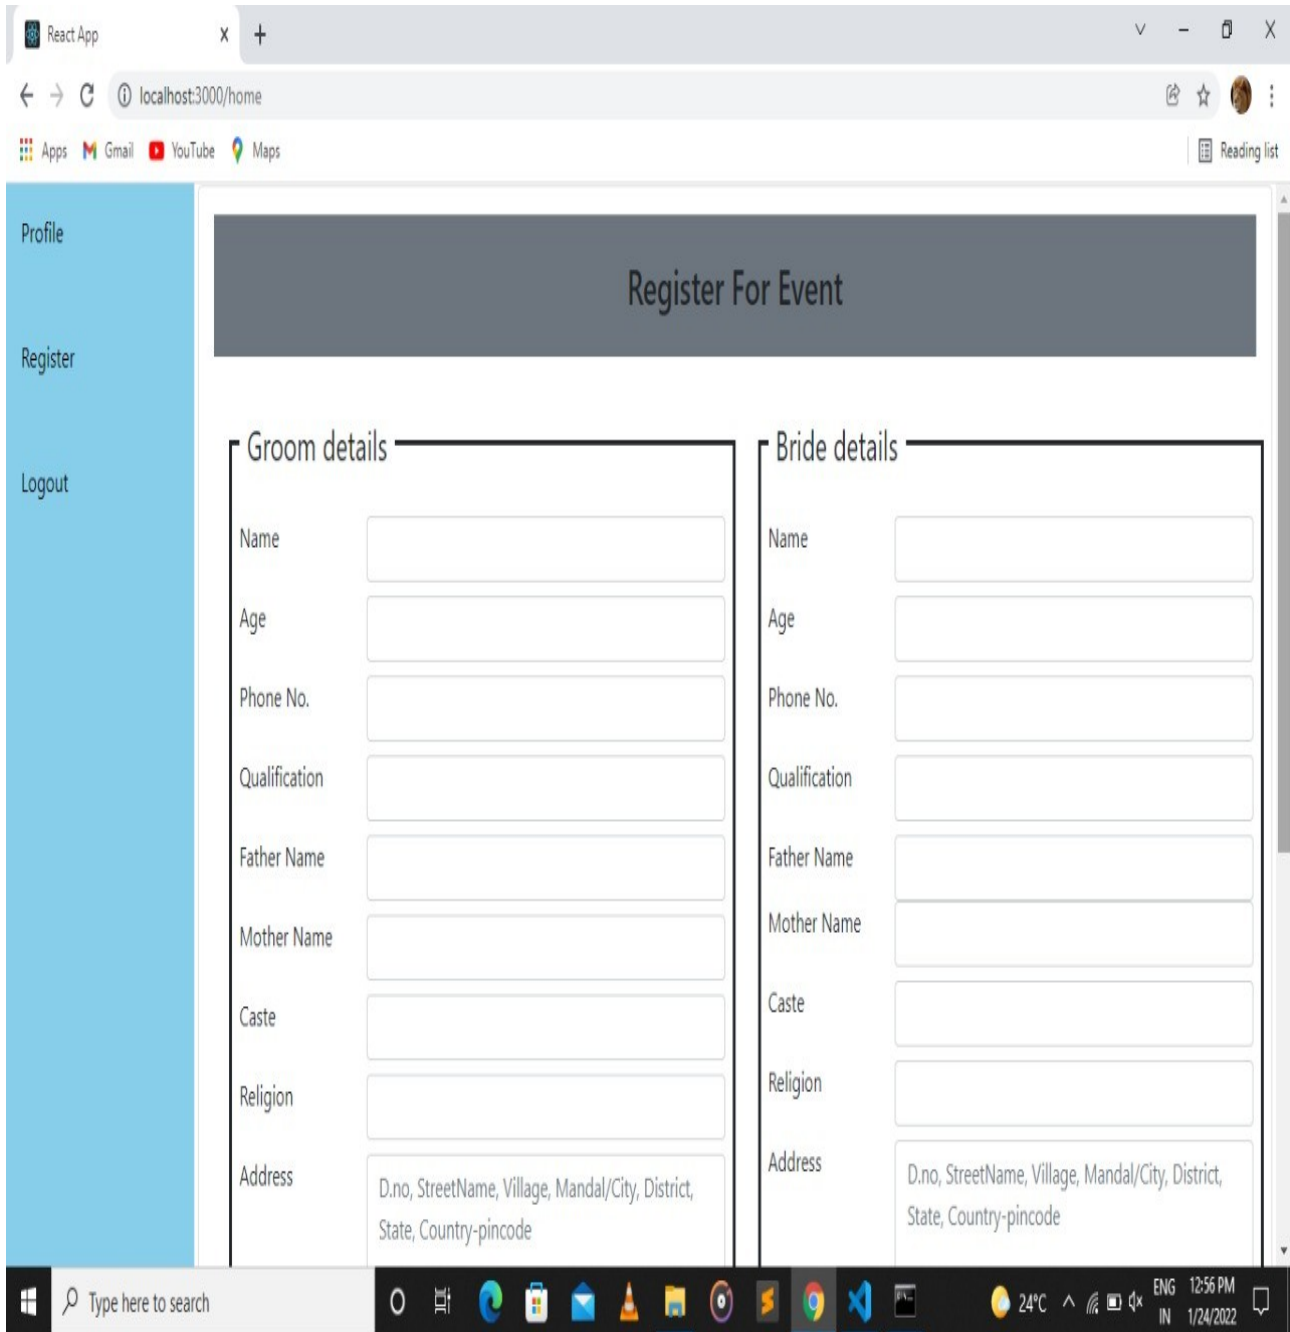 React App
localhost:3000/home
Apps Gmail YouTube Maps Reading list
Profile
Register
Logout
Register For Event
Groom details
Name
Age
Phone No.
Qualification
Father Name
Mother Name
Caste
Religion
Address
D.no, StreetName, Village, Mandal/City, District,
State, Country-pincode
Bride details
Name
Age
Phone No.
Qualification
Father Name
Mother Name
Caste
Religion
Address
D.no, StreetName, Village, Mandal/City, District,
State, Country-pincode
Type here to search
24°C
ENG
IN
12:56 PM
1/24/2022